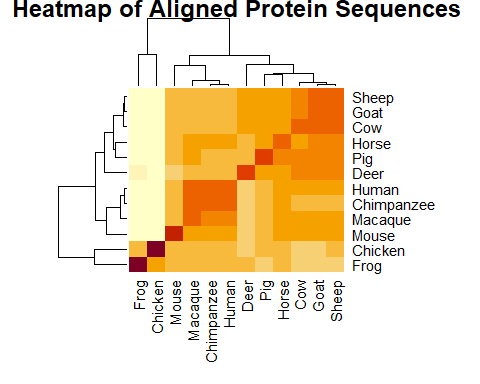 Heatmap of Aligned Protein Sequences
Sheep
Goat
Cow
Horse
Pig
Deer
Human
Chimpanzee
Macaque
Mouse
Chicken
Frog
Frog
Chicken
Mouse
Macaque
Chimpanzee
Human
Deer
Pig
Horse
Cow
Goat
Sheep